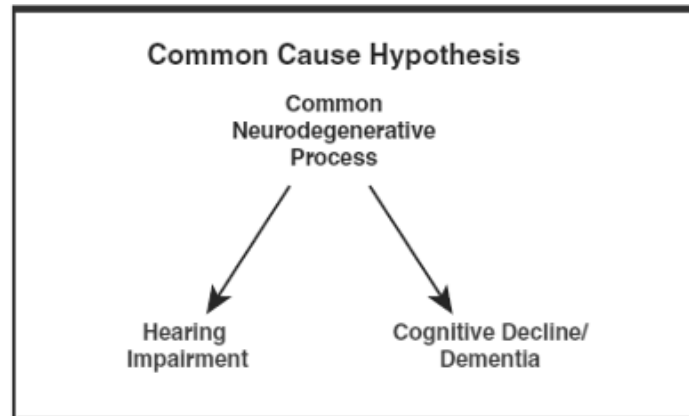 Common Cause Hypothesis
Common
Neurodegenerative
Process
Hearing
Impairment
Cognitive Decline/
Dementia